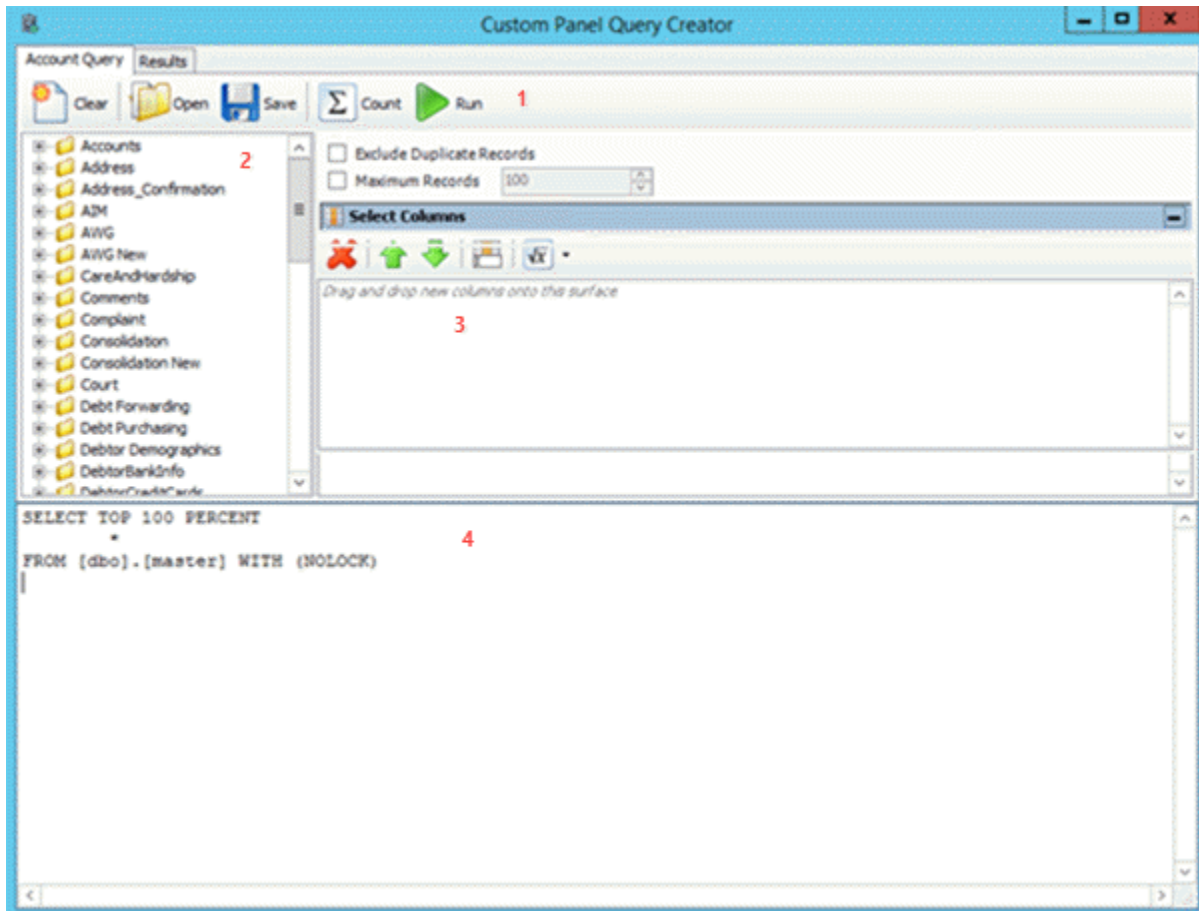 Custom Panel Query Creator
Account Query Results
Clear Open Save Σ Count Run 1
Accounts
Address
Address_Confirmation
AIM
AWG
AWG New
CareAndHardship
Comments
Complaint
Consolidation
Consolidation New
Court
Debt Forwarding
Debt Purchasing
Debtor Demographics
DebtorBankInfo
DebtorCreditCards
2
Exclude Duplicate Records
Maximum Records 100
Select Columns
√x
Drag and drop new columns onto this surface
3
SELECT TOP 100 PERCENT
*
FROM [dbo].[master] WITH (NOLOCK)
4